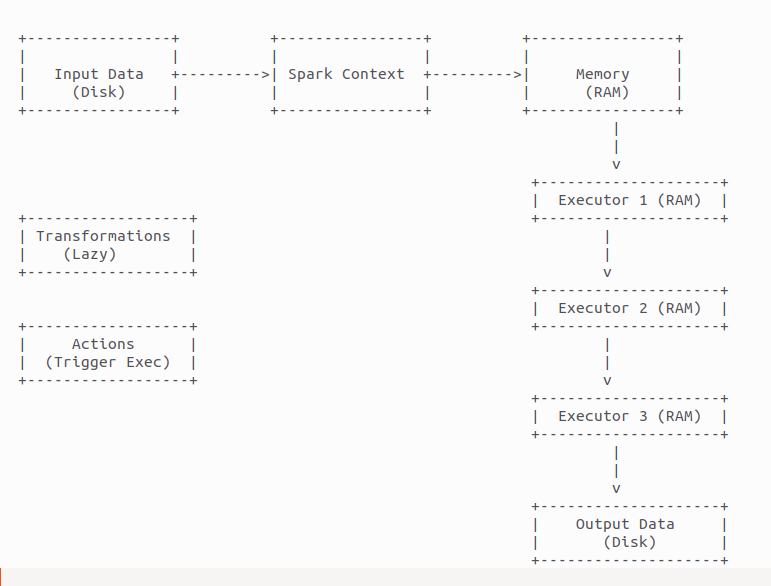 Input Data
(Disk)
Spark Context
Memory
(RAM)
Executor 1 (RAM)
Transformations
(Lazy)
Executor 2 (RAM)
Actions
(Trigger Exec)
Executor 3 (RAM)
Output Data
(Disk)